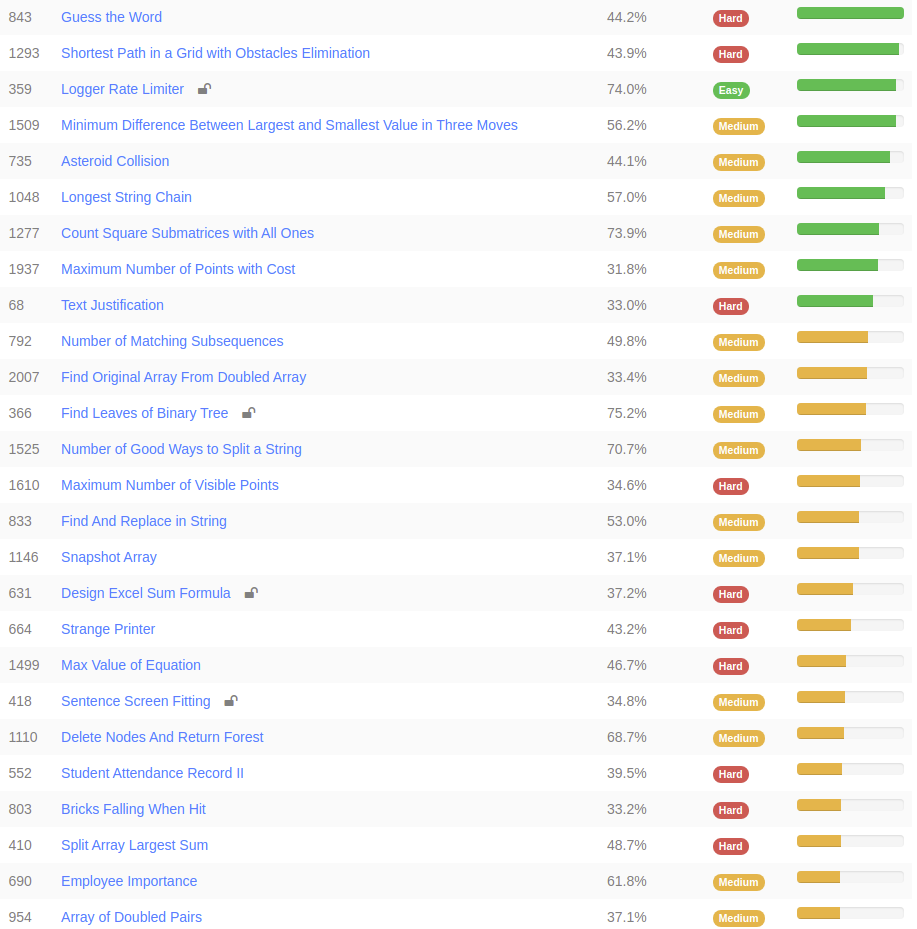 843 Guess the Word 44.2% Hard
1293 Shortest Path in a Grid with Obstacles Elimination 43.9% Hard
359 Logger Rate Limiter 74.0% Easy
1509 Minimum Difference Between Largest and Smallest Value in Three Moves 56.2% Medium
735 Asteroid Collision 44.1% Medium
1048 Longest String Chain 57.0% Medium
1277 Count Square Submatrices with All Ones 73.9% Medium
1937 Maximum Number of Points with Cost 31.8% Medium
68 Text Justification 33.0% Hard
792 Number of Matching Subsequences 49.8% Medium
2007 Find Original Array From Doubled Array 33.4% Medium
366 Find Leaves of Binary Tree 75.2% Medium
1525 Number of Good Ways to Split a String 70.7% Medium
1610 Maximum Number of Visible Points 34.6% Hard
833 Find And Replace in String 53.0% Medium
1146 Snapshot Array 37.1% Medium
631 Design Excel Sum Formula 37.2% Hard
664 Strange Printer 43.2% Hard
1499 Max Value of Equation 46.7% Hard
418 Sentence Screen Fitting 34.8% Medium
1110 Delete Nodes And Return Forest 68.7% Medium
552 Student Attendance Record II 39.5% Hard
803 Bricks Falling When Hit 33.2% Hard
410 Split Array Largest Sum 48.7% Hard
690 Employee Importance 61.8% Medium
954 Array of Doubled Pairs 37.1% Medium